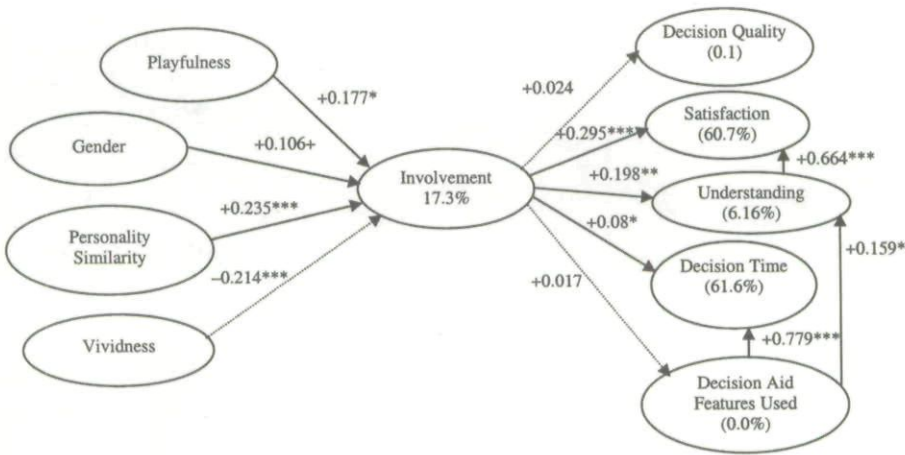 Playfulness
+0.177*
Gender
+0.106+
Personality
Similarity
+0.235***
−0.214***
Vividness
Involvement
17.3%
+0.024
+0.295***
+0.198**
+0.08*
+0.017
Decision Quality
(0.1)
Satisfaction
(60.7%)
+0.664***
Understanding
(6.16%)
+0.159*
Decision Time
(61.6%)
+0.779***
Decision Aid
Features Used
(0.0%)